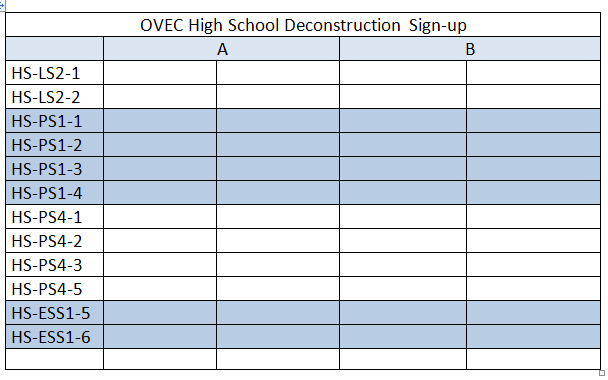 OVEC High School Deconstruction Sign-up
A B
HS-LS2-1
HS-LS2-2
HS-PS1-1
HS-PS1-2
HS-PS1-3
HS-PS1-4
HS-PS4-1
HS-PS4-2
HS-PS4-3
HS-PS4-5
HS-ESS1-5
HS-ESS1-6